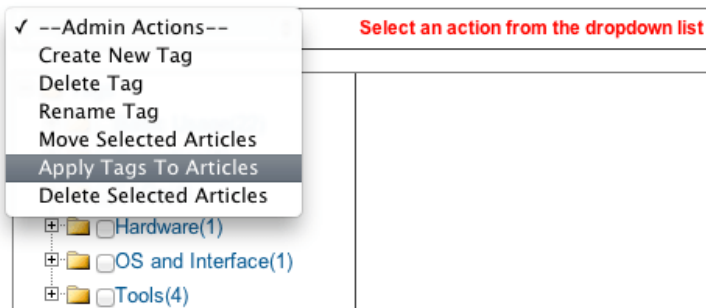 ✓ --Admin Actions--
Select an action from the dropdown list
Create New Tag
Delete Tag
Rename Tag
Move Selected Articles
Apply Tags To Articles
Delete Selected Articles
Hardware(1)
OS and Interface(1)
Tools(4)